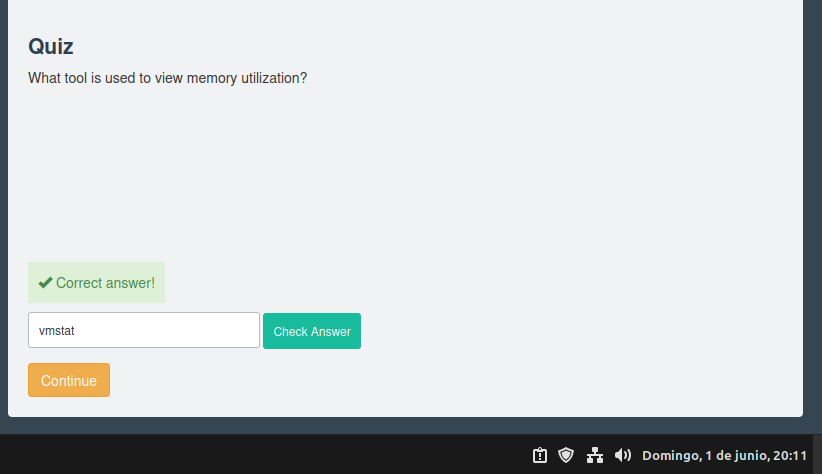 Quiz
What tool is used to view memory utilization?
Correct answer!
vmstat
Check Answer
Continue
Domingo, 1 de junio, 20:11